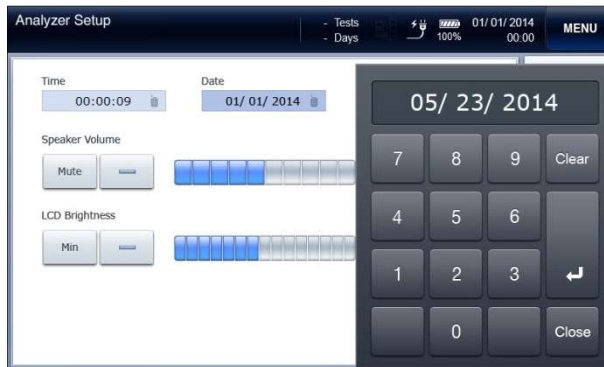 Analyzer Setup
- Tests
- Days
100%
01/ 01/ 2014
00:00
MENU
Time
Date
00:00:09
01/ 01/ 2014
05/ 23/ 2014
Speaker Volume
Mute
LCD Brightness
Min
7 8 9 Clear
4 5 6
1 2 3
0 Close